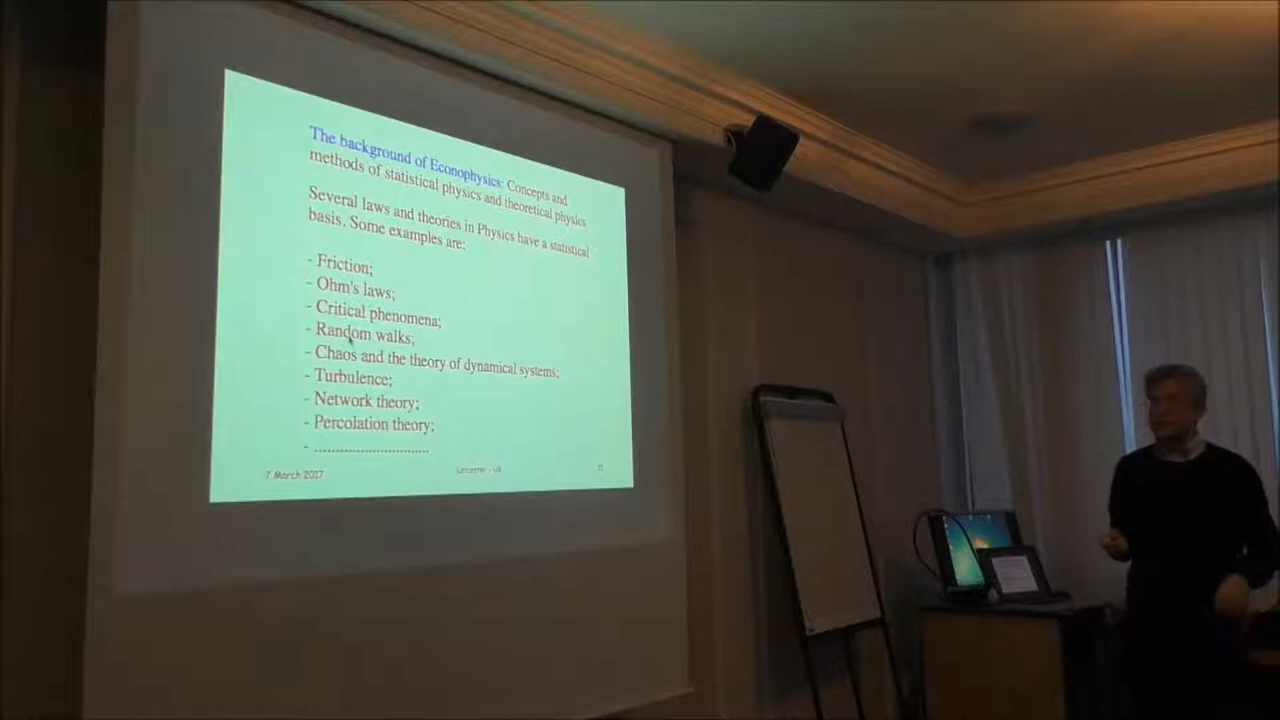 The background of Econophysics: Concepts and
methods of statistical physics and theoretical physics
Several laws and theories in Physics have a statistical
basis. Some examples are:
- Friction;
- Ohm's laws;
- Critical phenomena;
- Random walks;
- Chaos and the theory of dynamical systems;
- Turbulence;
- Network theory;
- Percolation theory;
- ..............................
7 March 2017
Leicester - UK